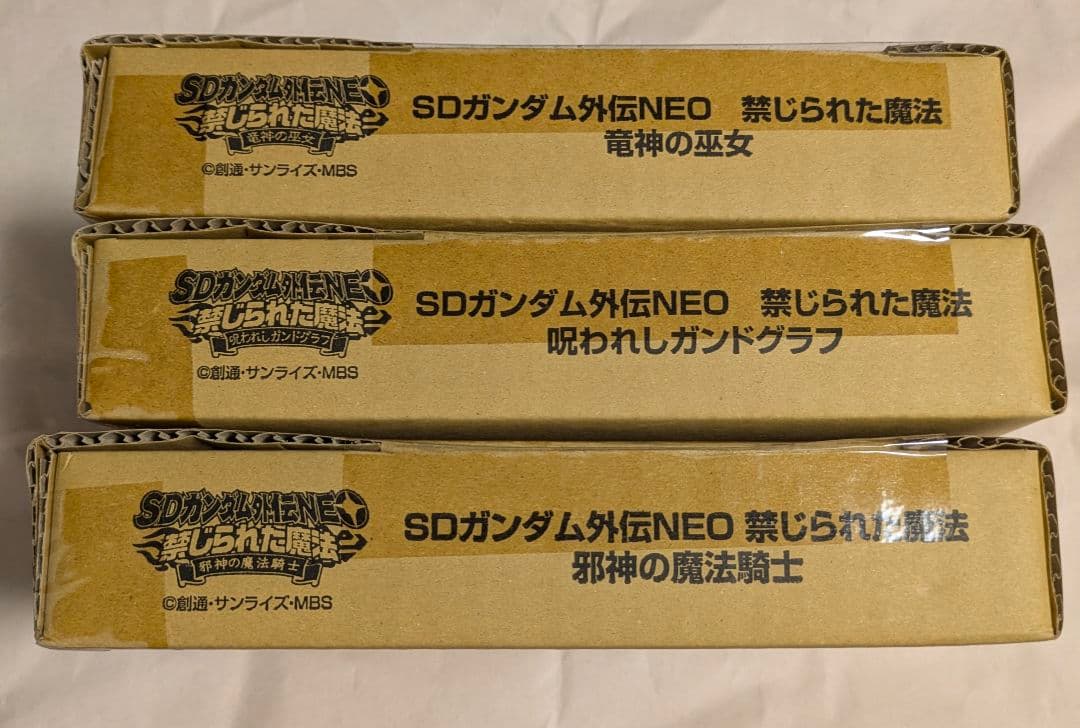 SDガンダム外伝NEO
禁じられた魔法
竜神の巫女
©創通・サンライズ・MBS
SDガンダム外伝NEO 禁じられた魔法
竜神の巫女
SDガンダム外伝NEO
禁じられた魔法
呪われしガンドグラフ
©創通・サンライズ・MBS
SDガンダム外伝NEO 禁じられた魔法
呪われしガンドグラフ
SDガンダム外伝NEO
禁じられた魔法
邪神の魔法騎士
©創通・サンライズ・MBS
SDガンダム外伝NEO 禁じられた魔法
邪神の魔法騎士